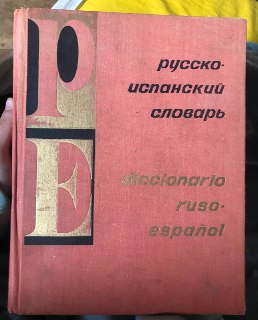 Р
Е
русско-
испанский
словарь
diccionario
ruso-
español